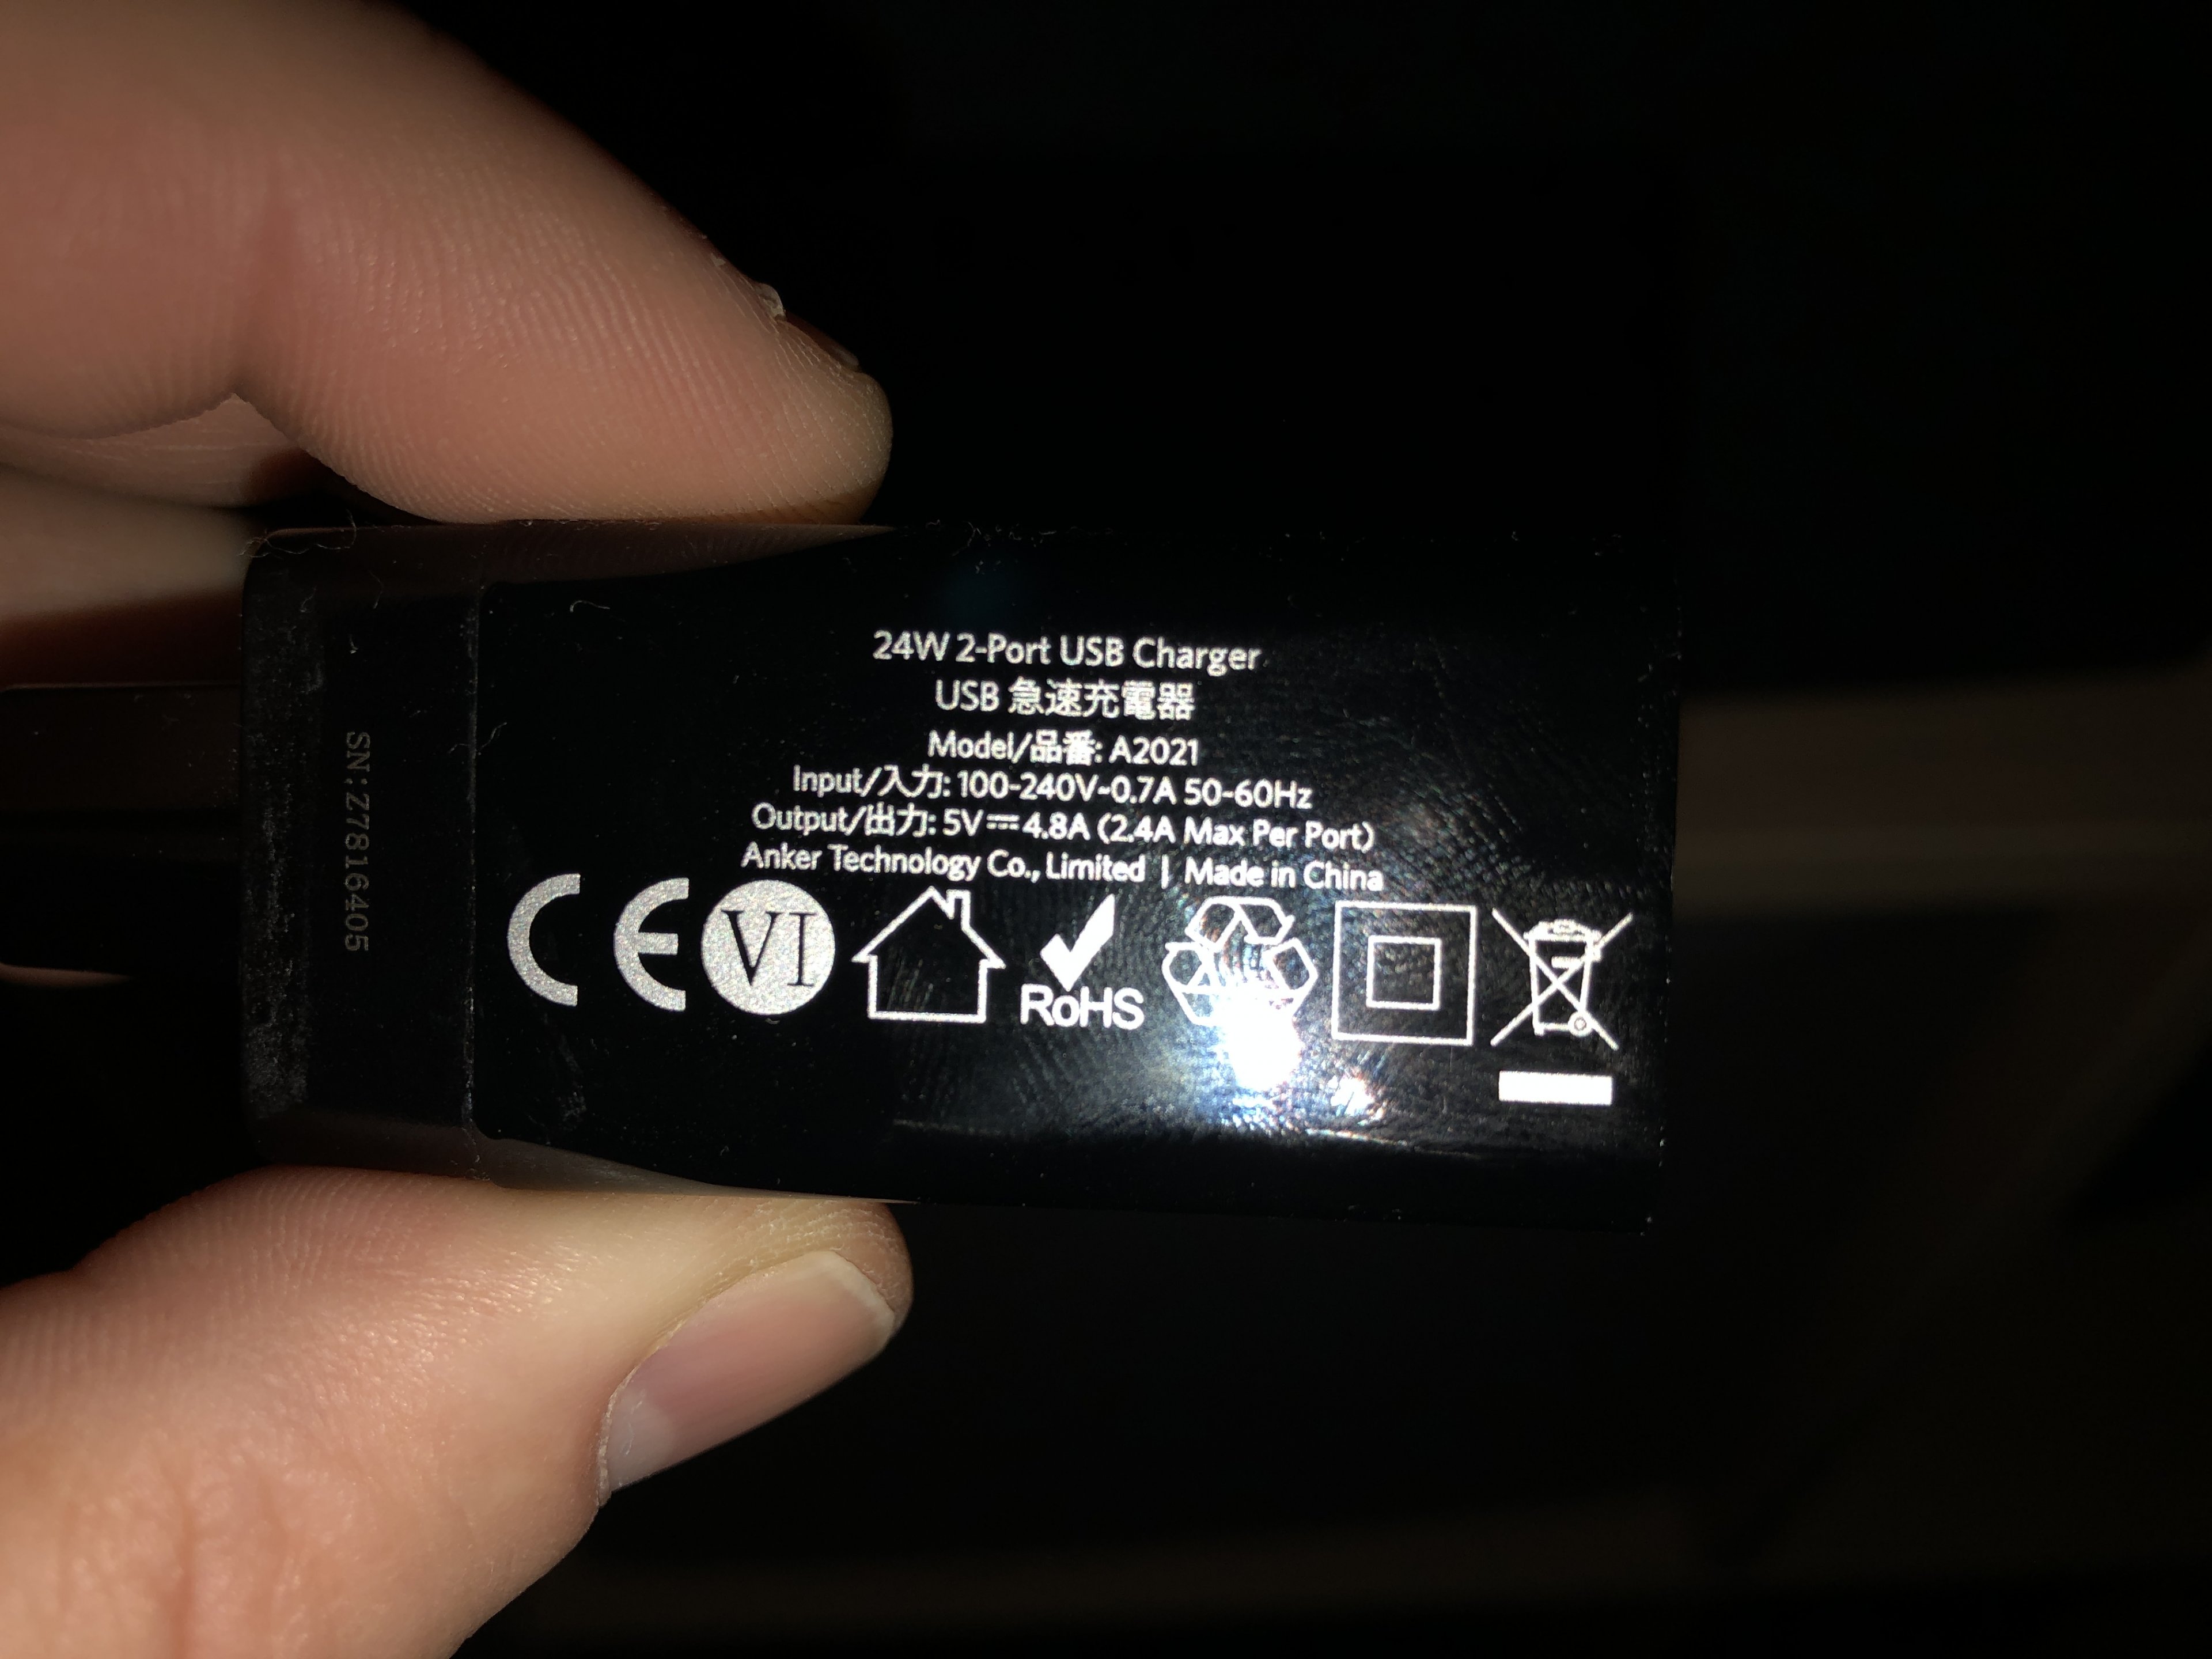 24W 2-Port USB Charger
USB 急速充電器
Model/品番: A2021
Input/入力: 100-240V~0.7A 50-60Hz
Output/出力: 5V⎓4.8A (2.4A Max Per Port)
Anker Technology Co., Limited | Made in China
CE VI RoHS
SN:Z7816405